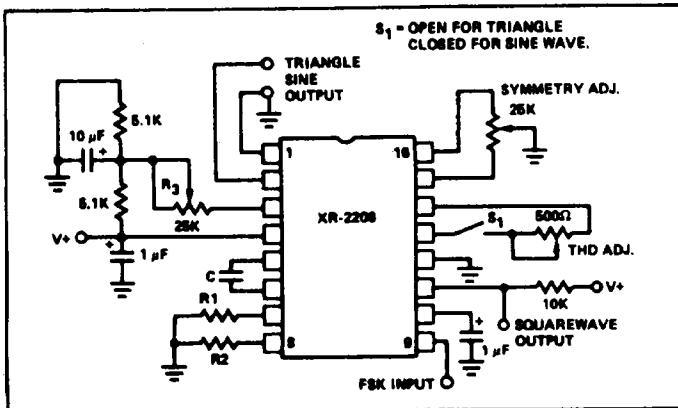 S1 = OPEN FOR TRIANGLE
CLOSED FOR SINE WAVE.
TRIANGLE
SINE
OUTPUT
SYMMETRY ADJ.
25K
5.1K
10 μF
+
1
16
R3
XR-2206
5.1K
25K
S1
500Ω
V+
+
1 μF
THD ADJ.
C
V+
10K
R1
+
SQUAREWAVE
OUTPUT
8
9
1 μF
R2
FSK INPUT